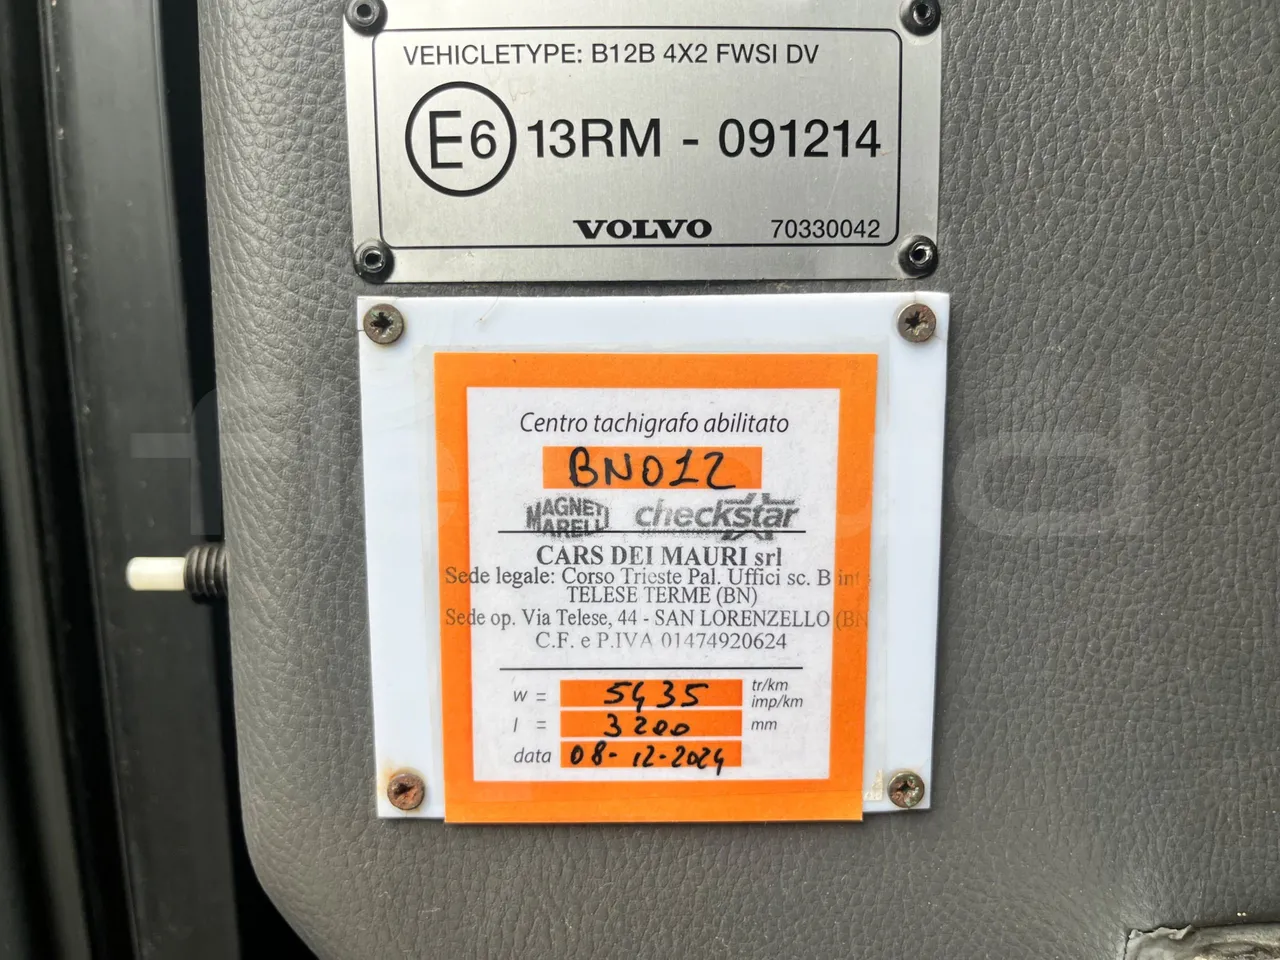 VEHICLETYPE: B12B 4X2 FWSI DV
E6 13RM - 091214
VOLVO 70330042
Centro tachigrafo abilitato
BN012
MAGNETI MARELLI checkstar
CARS DEI MAURI srl
Sede legale: Corso Trieste Pal. Uffici sc. B int
TELESE TERME (BN)
Sede op. Via Telese, 44 - SAN LORENZELLO (BN
C.F. e P.IVA 01474920624
w = 5435 tr/km imp/km
l = 3200 mm
data 08-12-2024